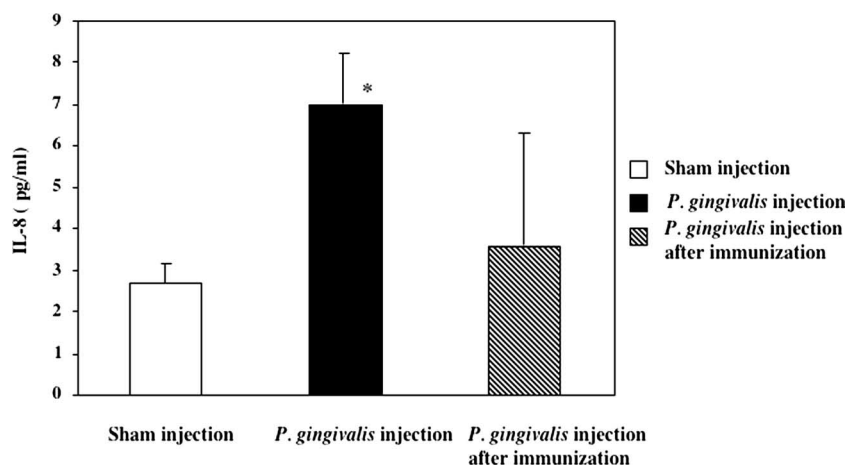 9
8
7
6
5
4
3
2
1
0
IL-8 ( pg/ml)
*
Sham injection
P. gingivalis injection
P. gingivalis injection
after immunization
Sham injection
P. gingivalis injection
P. gingivalis injection
after immunization